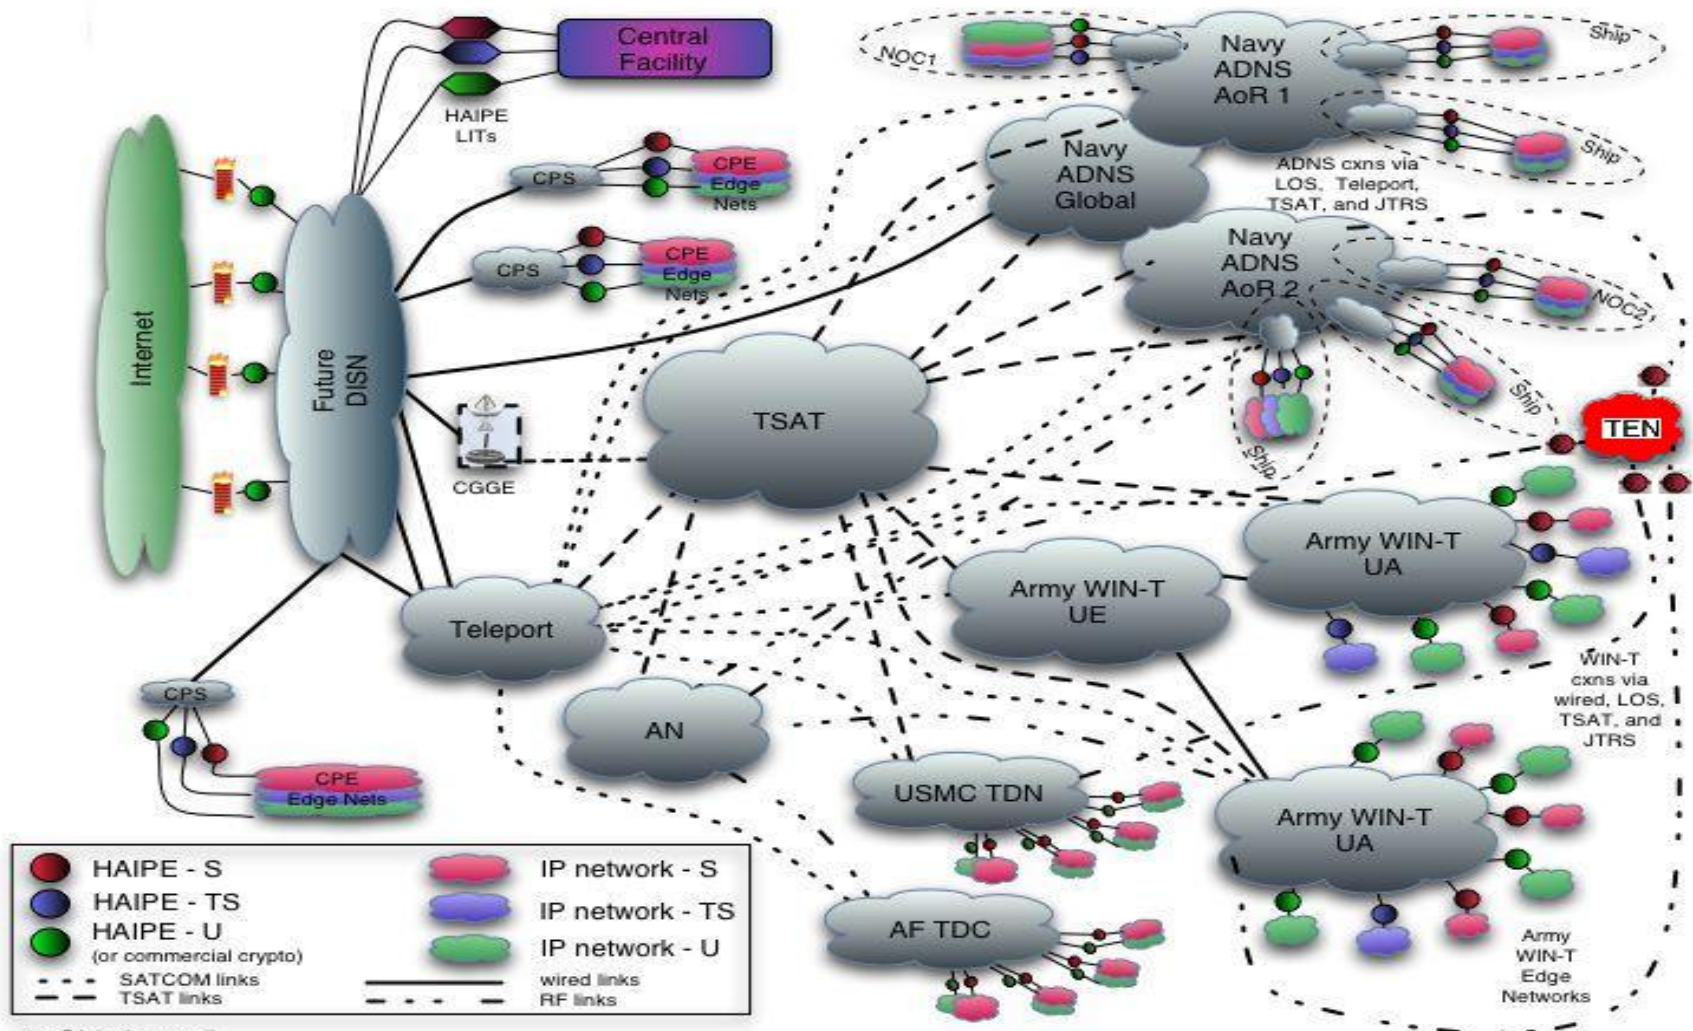 Central
Facility
HAIPE
LITs
NOC1
Navy
ADNS
AoR 1
Ship
Ship
Navy
ADNS
Global
ADNS cxns via
LOS, Teleport,
TSAT, and JTRS
CPS
CPE
Edge
Nets
CPS
CPE
Edge
Nets
Navy
ADNS
AoR 2
NOC2
Ship
Ship
Internet
Future
DISN
TSAT
CGGE
TEN
Army WIN-T
UA
Army WIN-T
UE
Teleport
WIN-T
cxns via
wired, LOS,
TSAT, and
JTRS
CPS
AN
CPE
Edge Nets
USMC TDN
Army WIN-T
UA
AF TDC
Army
WIN-T
Edge
Networks
HAIPE - S
HAIPE - TS
HAIPE - U
(or commercial crypto)
IP network - S
IP network - TS
IP network - U
SATCOM links
TSAT links
wired links
RF links